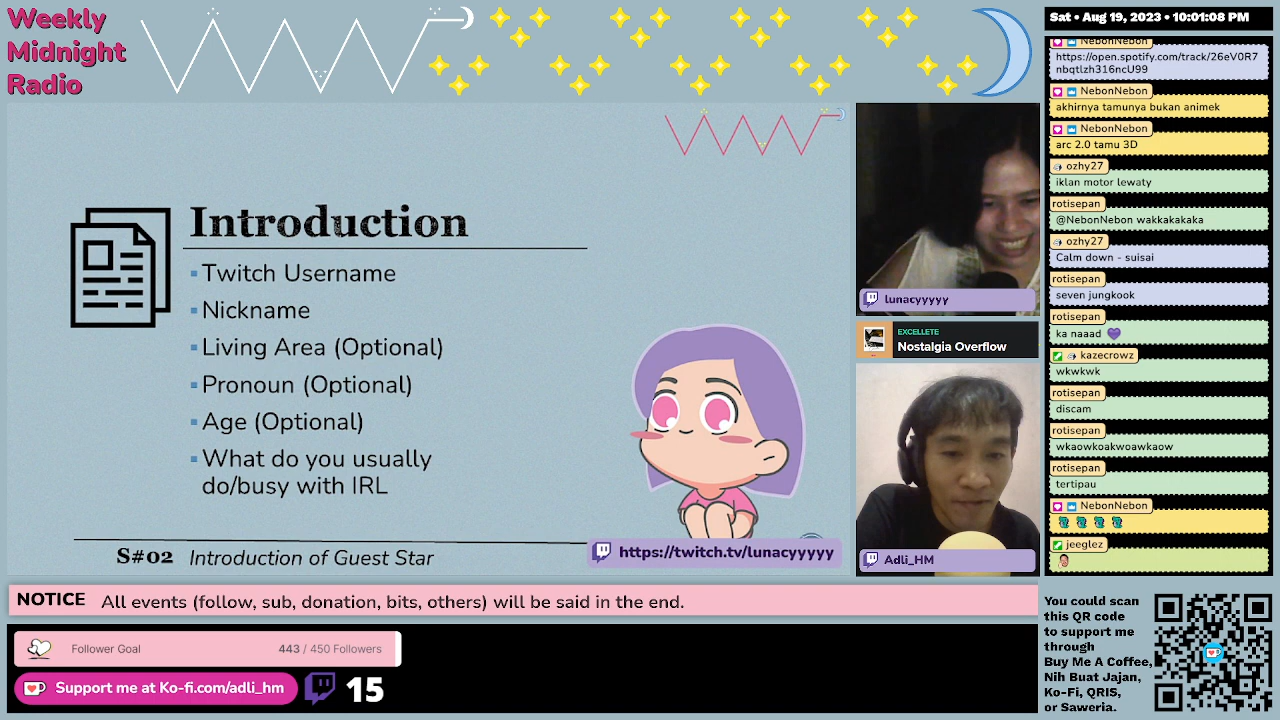 Weekly
Midnight
Radio
Sat • Aug 19, 2023 • 10:01:08 PM
Introduction
Twitch Username
Nickname
Living Area (Optional)
Pronoun (Optional)
Age (Optional)
What do you usually
do/busy with IRL
S#02 Introduction of Guest Star
https://twitch.tv/lunacyyyyy
lunacyyyyy
EXCELLETE
Nostalgia Overflow
Adli_HM
NebonNebon
https://open.spotify.com/track/26eV0R7
nbqtlzh316ncU99
NebonNebon
akhirnya tamunya bukan animek
NebonNebon
arc 2.0 tamu 3D
ozhy27
iklan motor lewaty
rotisepan
@NebonNebon wakkakakaka
ozhy27
Calm down - suisai
rotisepan
seven jungkook
rotisepan
ka naaad 💜
kazecrowz
wkwkwk
rotisepan
discam
rotisepan
wkaowkoakwoawkaow
rotisepan
tertipau
NebonNebon
jeeglez
NOTICE All events (follow, sub, donation, bits, others) will be said in the end.
Follower Goal 443 / 450 Followers
Support me at Ko-fi.com/adli_hm 15
You could scan
this QR code
to support me
through
Buy Me A Coffee,
Nih Buat Jajan,
Ko-Fi, QRIS,
or Saweria.